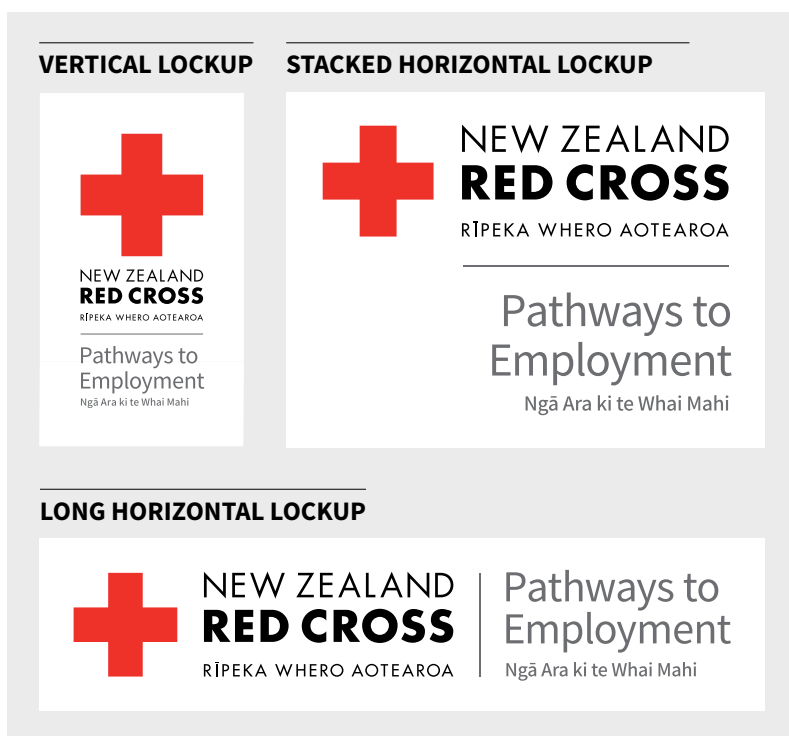 VERTICAL LOCKUP
NEW ZEALAND
RED CROSS
RĪPEKA WHERO AOTEAROA
Pathways to
Employment
Ngā Ara ki te Whai Mahi
STACKED HORIZONTAL LOCKUP
NEW ZEALAND
RED CROSS
RĪPEKA WHERO AOTEAROA
Pathways to
Employment
Ngā Ara ki te Whai Mahi
LONG HORIZONTAL LOCKUP
NEW ZEALAND
RED CROSS
RĪPEKA WHERO AOTEAROA
Pathways to
Employment
Ngā Ara ki te Whai Mahi